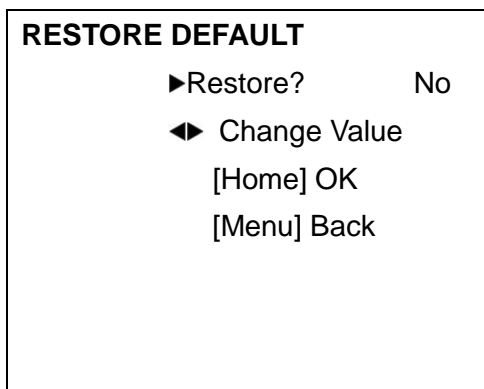 RESTORE DEFAULT
▶Restore? No
◀▶ Change Value
[Home] OK
[Menu] Back